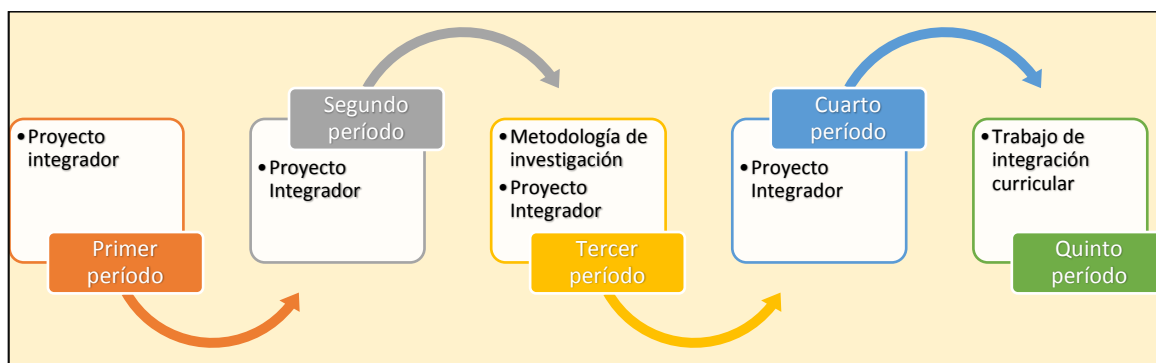 • Proyecto
integrador
Primer
período
Segundo
período
• Proyecto
Integrador
• Metodología de
investigación
• Proyecto
Integrador
Tercer
período
Cuarto
período
• Proyecto
Integrador
• Trabajo de
integración
curricular
Quinto
período